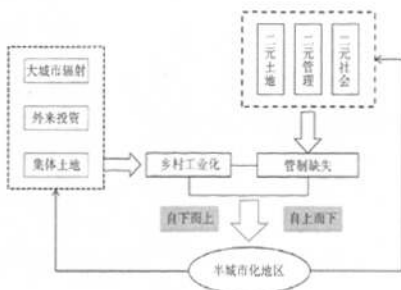 大城市辐射
外来投资
集体土地
二元土地
二元管理
二元社会
乡村工业化
管制缺失
自下而上
自上而下
半城市化地区